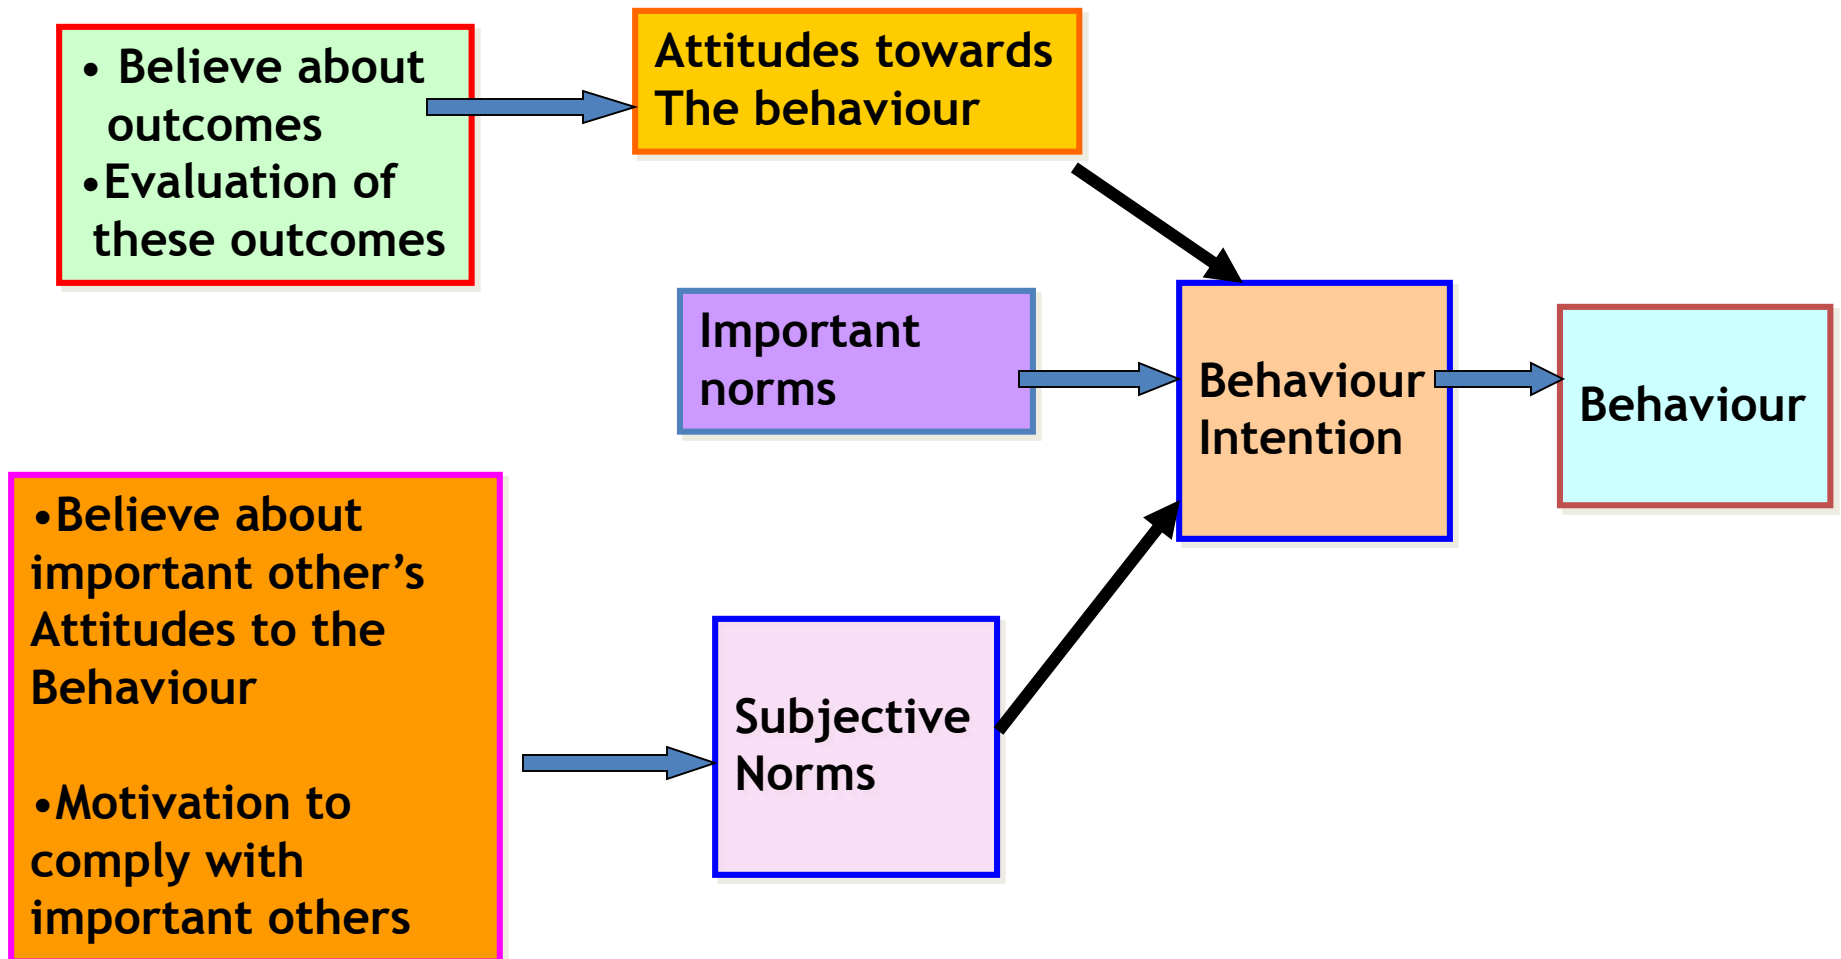 • Believe about
outcomes
•Evaluation of
these outcomes
Attitudes towards
The behaviour
Important
norms
Behaviour
Intention
Behaviour
•Believe about
important other’s
Attitudes to the
Behaviour
•Motivation to
comply with
important others
Subjective
Norms